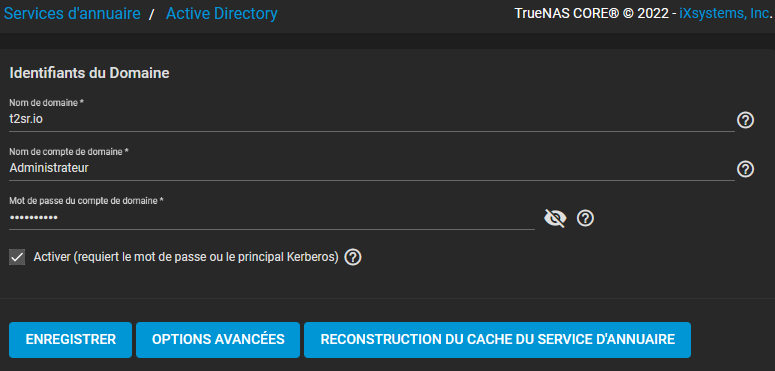 Services d'annuaire / Active Directory
TrueNAS CORE® © 2022 - iXsystems, Inc.
Identifiants du Domaine
Nom de domaine *
t2sr.io
Nom de compte de domaine *
Administrateur
Mot de passe du compte de domaine *
••••••••••
Activer (requiert le mot de passe ou le principal Kerberos)
ENREGISTRER
OPTIONS AVANCÉES
RECONSTRUCTION DU CACHE DU SERVICE D'ANNUAIRE